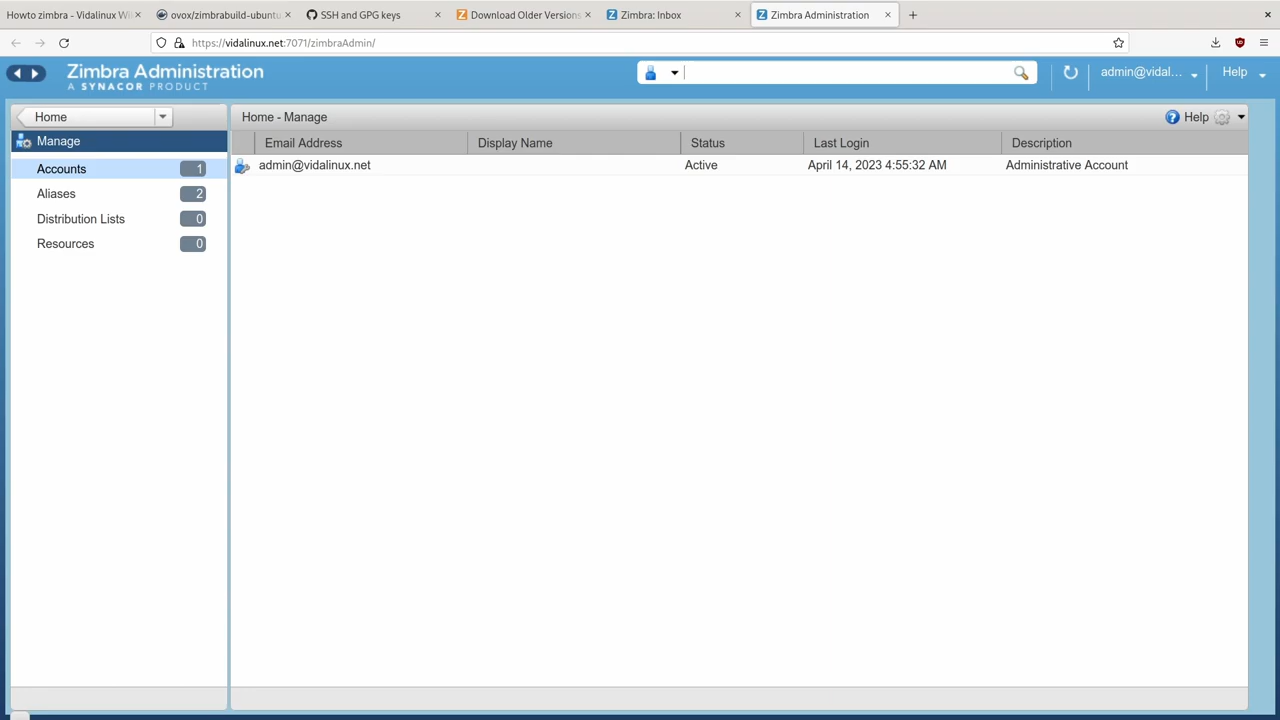 Howto zimbra - Vidalinux Wi
ovox/zimbrabuild-ubuntu
SSH and GPG keys
Download Older Versions
Zimbra: Inbox
Zimbra Administration
https://vidalinux.net:7071/zimbraAdmin/
Zimbra Administration
A SYNACOR PRODUCT
admin@vidal...
Help
Home
Home - Manage
Help
Manage
Email Address Display Name Status Last Login Description
Accounts 1
admin@vidalinux.net Active April 14, 2023 4:55:32 AM Administrative Account
Aliases 2
Distribution Lists 0
Resources 0